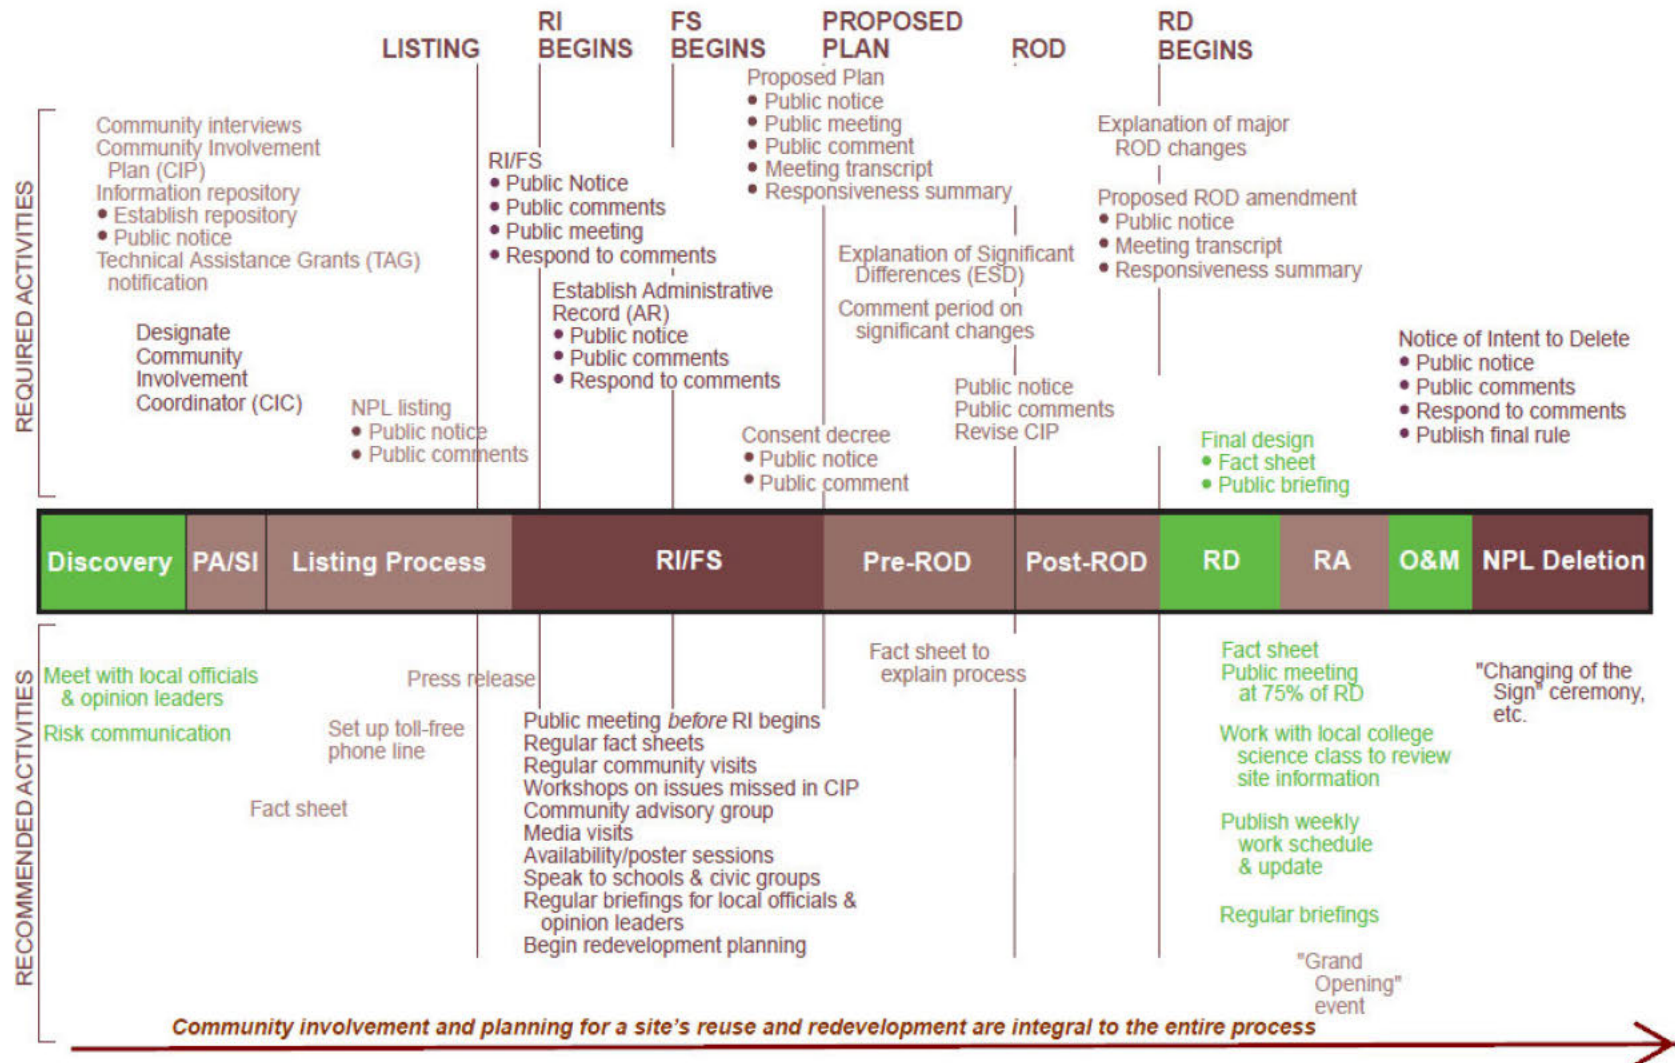 LISTING
RI
BEGINS
FS
BEGINS
PROPOSED
PLAN
ROD
RD
BEGINS
REQUIRED ACTIVITIES
Community interviews
Community Involvement
Plan (CIP)
Information repository
• Establish repository
• Public notice
Technical Assistance Grants (TAG)
notification
Designate
Community
Involvement
Coordinator (CIC)
NPL listing
• Public notice
• Public comments
RI/FS
• Public Notice
• Public comments
• Public meeting
• Respond to comments
Establish Administrative
Record (AR)
• Public notice
• Public comments
• Respond to comments
Proposed Plan
• Public notice
• Public meeting
• Public comment
• Meeting transcript
• Responsiveness summary
Explanation of Significant
Differences (ESD)
Comment period on
significant changes
Consent decree
• Public notice
• Public comment
Public notice
Public comments
Revise CIP
Explanation of major
ROD changes
Proposed ROD amendment
• Public notice
• Meeting transcript
• Responsiveness summary
Final design
• Fact sheet
• Public briefing
Notice of Intent to Delete
• Public notice
• Public comments
• Respond to comments
• Publish final rule
Discovery
PA/SI
Listing Process
RI/FS
Pre-ROD
Post-ROD
RD
RA
O&M
NPL Deletion
RECOMMENDED ACTIVITIES
Meet with local officials
& opinion leaders
Risk communication
Fact sheet
Set up toll-free
phone line
Press release
Public meeting before RI begins
Regular fact sheets
Regular community visits
Workshops on issues missed in CIP
Community advisory group
Media visits
Availability/poster sessions
Speak to schools & civic groups
Regular briefings for local officials &
opinion leaders
Begin redevelopment planning
Fact sheet to
explain process
Fact sheet
Public meeting
at 75% of RD
Work with local college
science class to review
site information
Publish weekly
work schedule
& update
Regular briefings
"Grand
Opening"
event
"Changing of the
Sign" ceremony,
etc.
Community involvement and planning for a site's reuse and redevelopment are integral to the entire process